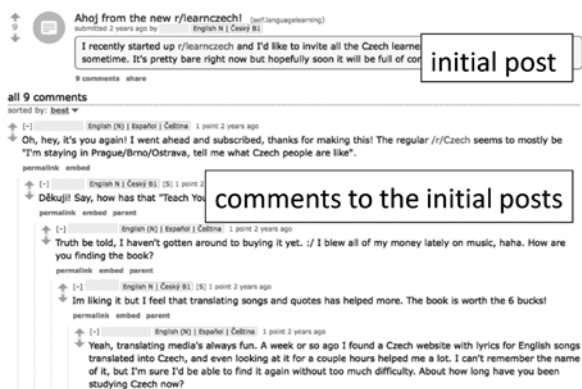 9
Ahoj from the new r/learnczech! (self.languagelearning)
submitted 2 years ago by English N | Český B1
I recently started up r/learnczech and I'd like to invite all the Czech learne
sometime. It's pretty bare right now but hopefully soon it will be full of con
initial post
9 comments share
all 9 comments
sorted by: best
[-] English (N) | Español | Čeština 1 point 2 years ago
Oh, hey, it's you again! I went ahead and subscribed, thanks for making this! The regular /r/Czech seems to mostly be
"I'm staying in Prague/Brno/Ostrava, tell me what Czech people are like".
permalink embed
[-] English N | Český B1 [S] 1 point 2
Děkuji! Say, how has that "Teach You
comments to the initial posts
permalink embed parent
[-] English (N) | Español | Čeština 1 point 2 years ago
Truth be told, I haven't gotten around to buying it yet. :/ I blew all of my money lately on music, haha. How are
you finding the book?
permalink embed parent
[-] English N | Český B1 [S] 1 point 2 years ago
Im liking it but I feel that translating songs and quotes has helped more. The book is worth the 6 bucks!
permalink embed parent
[-] English (N) | Español | Čeština 1 point 2 years ago
Yeah, translating media's always fun. A week or so ago I found a Czech website with lyrics for English songs
translated into Czech, and even looking at it for a couple hours helped me a lot. I can't remember the name
of it, but I'm sure I'd be able to find it again without too much difficulty. About how long have you been
studying Czech now?